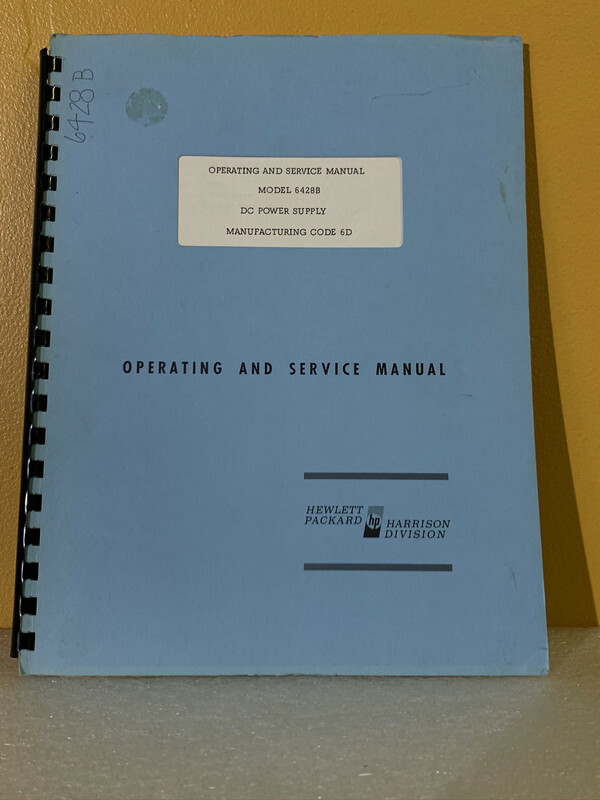 6428B
OPERATING AND SERVICE MANUAL
MODEL 6428B
DC POWER SUPPLY
MANUFACTURING CODE 6D
OPERATING AND SERVICE MANUAL
HEWLETT
PACKARD
hp
HARRISON
DIVISION